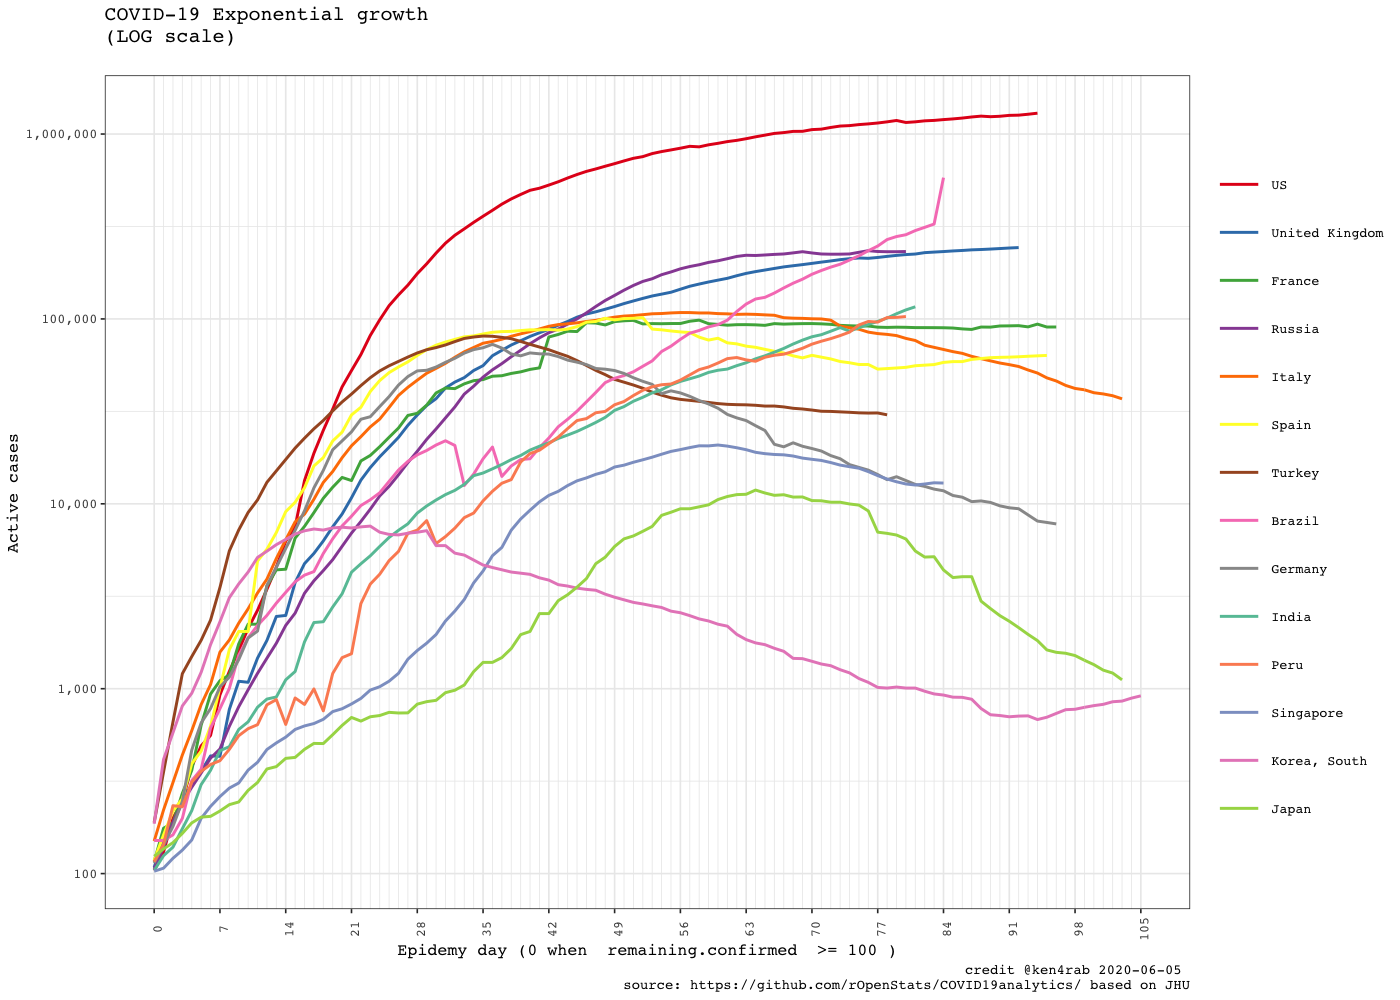 COVID-19 Exponential growth
(LOG scale)
Active cases
1,000,000
100,000
10,000
1,000
100
0
7
14
21
28
35
42
49
56
63
70
77
84
91
98
105
Epidemy day (0 when  remaining.confirmed  >= 100 )
US
United Kingdom
France
Russia
Italy
Spain
Turkey
Brazil
Germany
India
Peru
Singapore
Korea, South
Japan
credit @ken4rab 2020-06-05
source: https://github.com/rOpenStats/COVID19analytics/ based on JHU